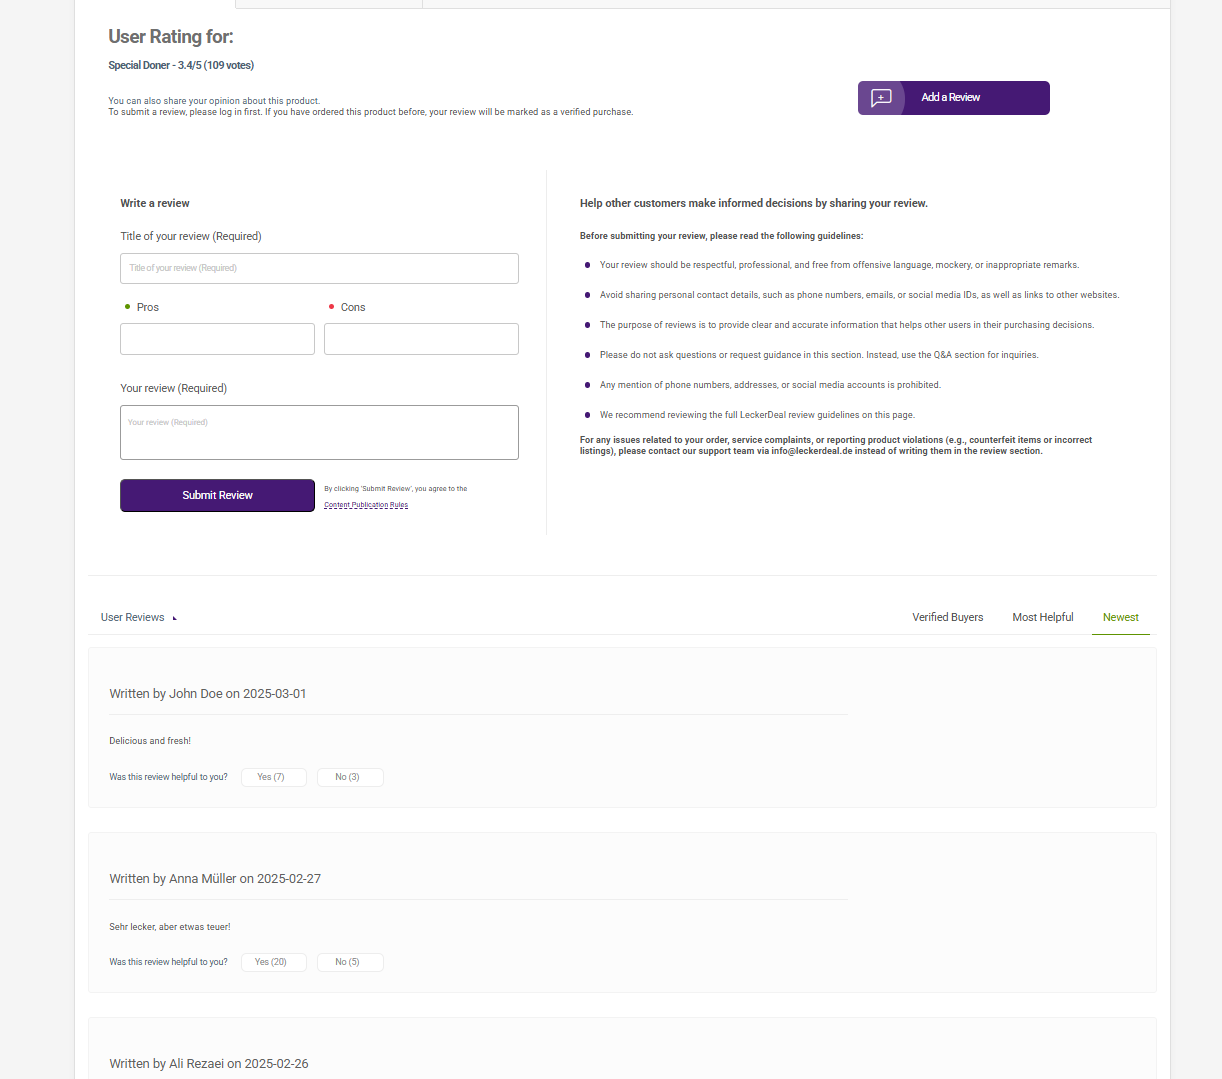 User Rating for:
Special Doner - 3.4/5 (109 votes)
You can also share your opinion about this product.
To submit a review, please log in first. If you have ordered this product before, your review will be marked as a verified purchase.
Add a Review
Write a review
Title of your review (Required)
Title of your review (Required)
Pros
Cons
Your review (Required)
Your review (Required)
Submit Review
By clicking 'Submit Review', you agree to the
Content Publication Rules
Help other customers make informed decisions by sharing your review.
Before submitting your review, please read the following guidelines:
Your review should be respectful, professional, and free from offensive language, mockery, or inappropriate remarks.
Avoid sharing personal contact details, such as phone numbers, emails, or social media IDs, as well as links to other websites.
The purpose of reviews is to provide clear and accurate information that helps other users in their purchasing decisions.
Please do not ask questions or request guidance in this section. Instead, use the Q&A section for inquiries.
Any mention of phone numbers, addresses, or social media accounts is prohibited.
We recommend reviewing the full LeckerDeal review guidelines on this page.
For any issues related to your order, service complaints, or reporting product violations (e.g., counterfeit items or incorrect
listings), please contact our support team via info@leckerdeal.de instead of writing them in the review section.
User Reviews
Verified Buyers
Most Helpful
Newest
Written by John Doe on 2025-03-01
Delicious and fresh!
Was this review helpful to you?
Yes (7)
No (3)
Written by Anna Müller on 2025-02-27
Sehr lecker, aber etwas teuer!
Was this review helpful to you?
Yes (20)
No (5)
Written by Ali Rezaei on 2025-02-26